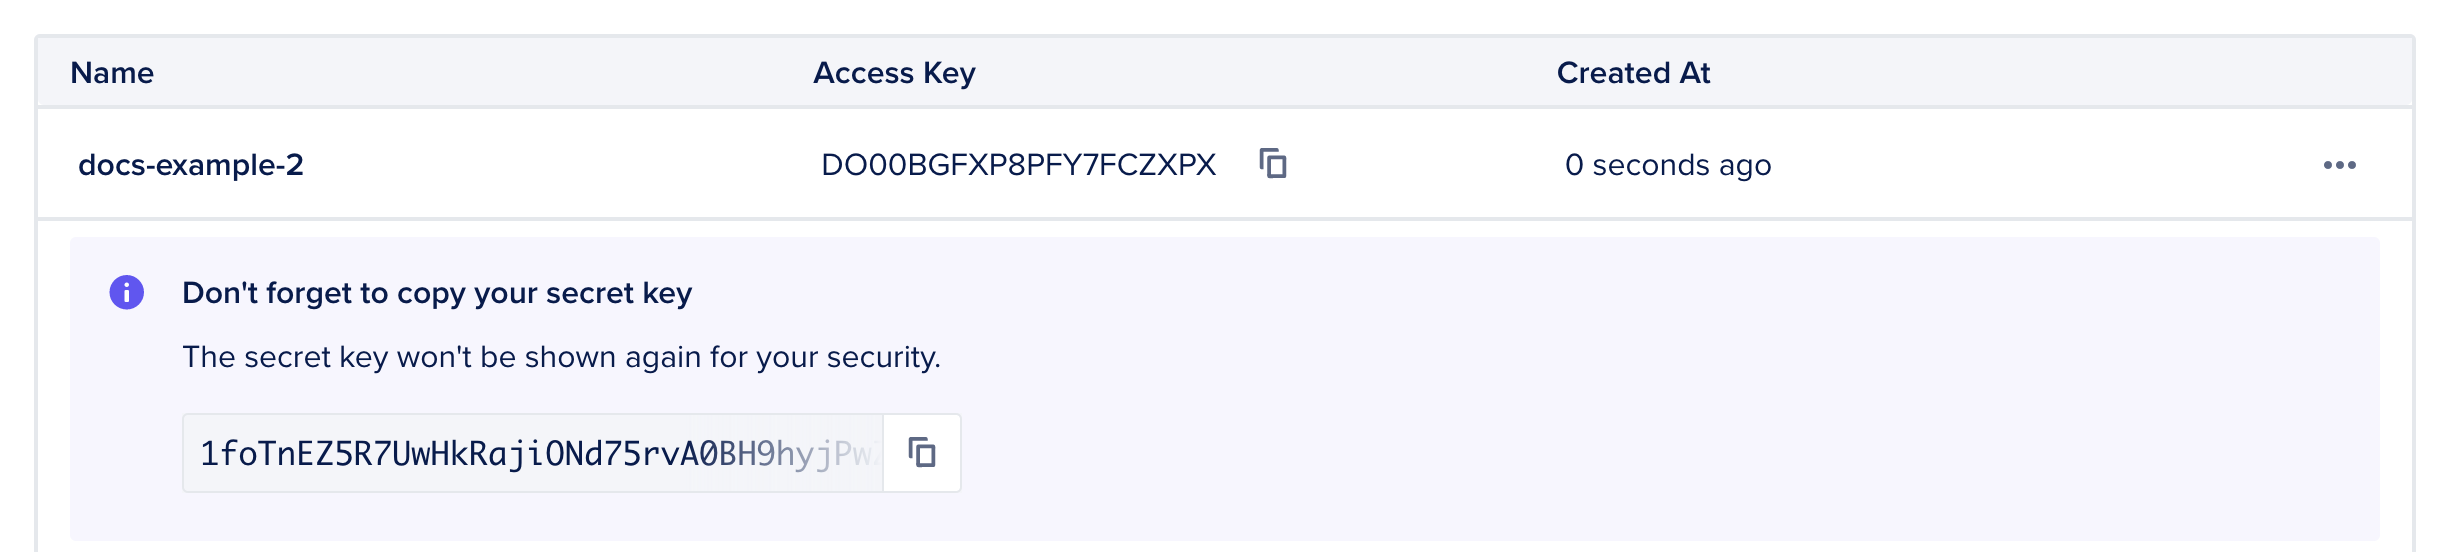 Name Access Key Created At
docs-example-2 DO00BGFXP8PFY7FCZXPX 0 seconds ago
Don't forget to copy your secret key
The secret key won't be shown again for your security.
1foTnEZ5R7UwHkRajiONd75rvA0BH9hyjPw